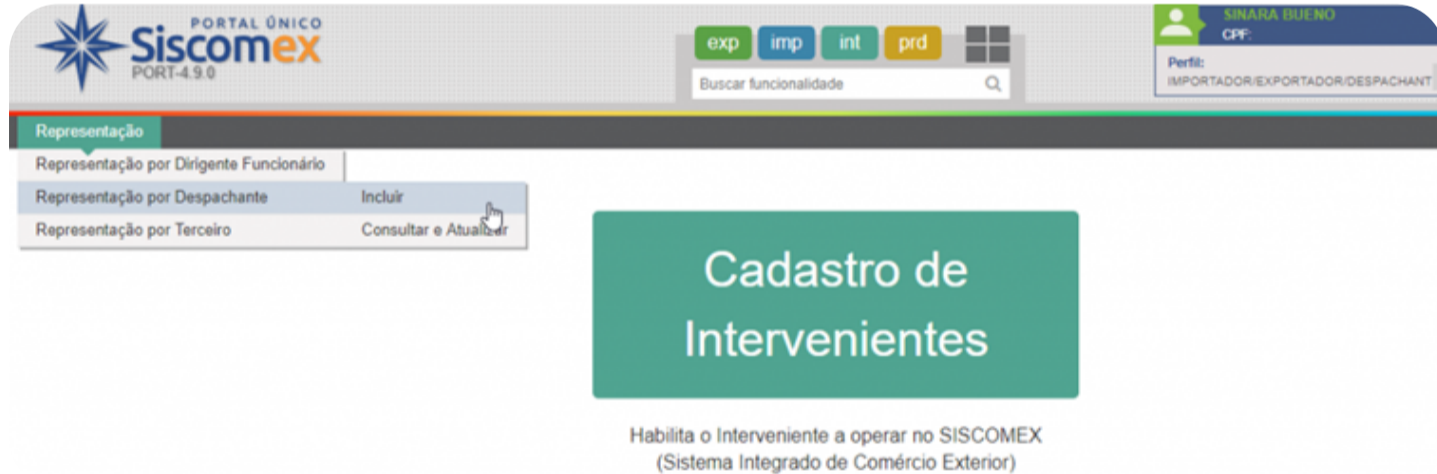 PORTAL ÚNICO
Siscomex
PORT-4.9.0
exp imp int prd
Buscar funcionalidade
SINARA BUENO
CPF:
Perfil:
IMPORTADOR/EXPORTADOR/DESPACHANT
Representação
Representação por Dirigente Funcionário
Representação por Despachante Incluir
Representação por Terceiro Consultar e Atualizar
Cadastro de
Intervenientes
Habilita o Interveniente a operar no SISCOMEX
(Sistema Integrado de Comércio Exterior)